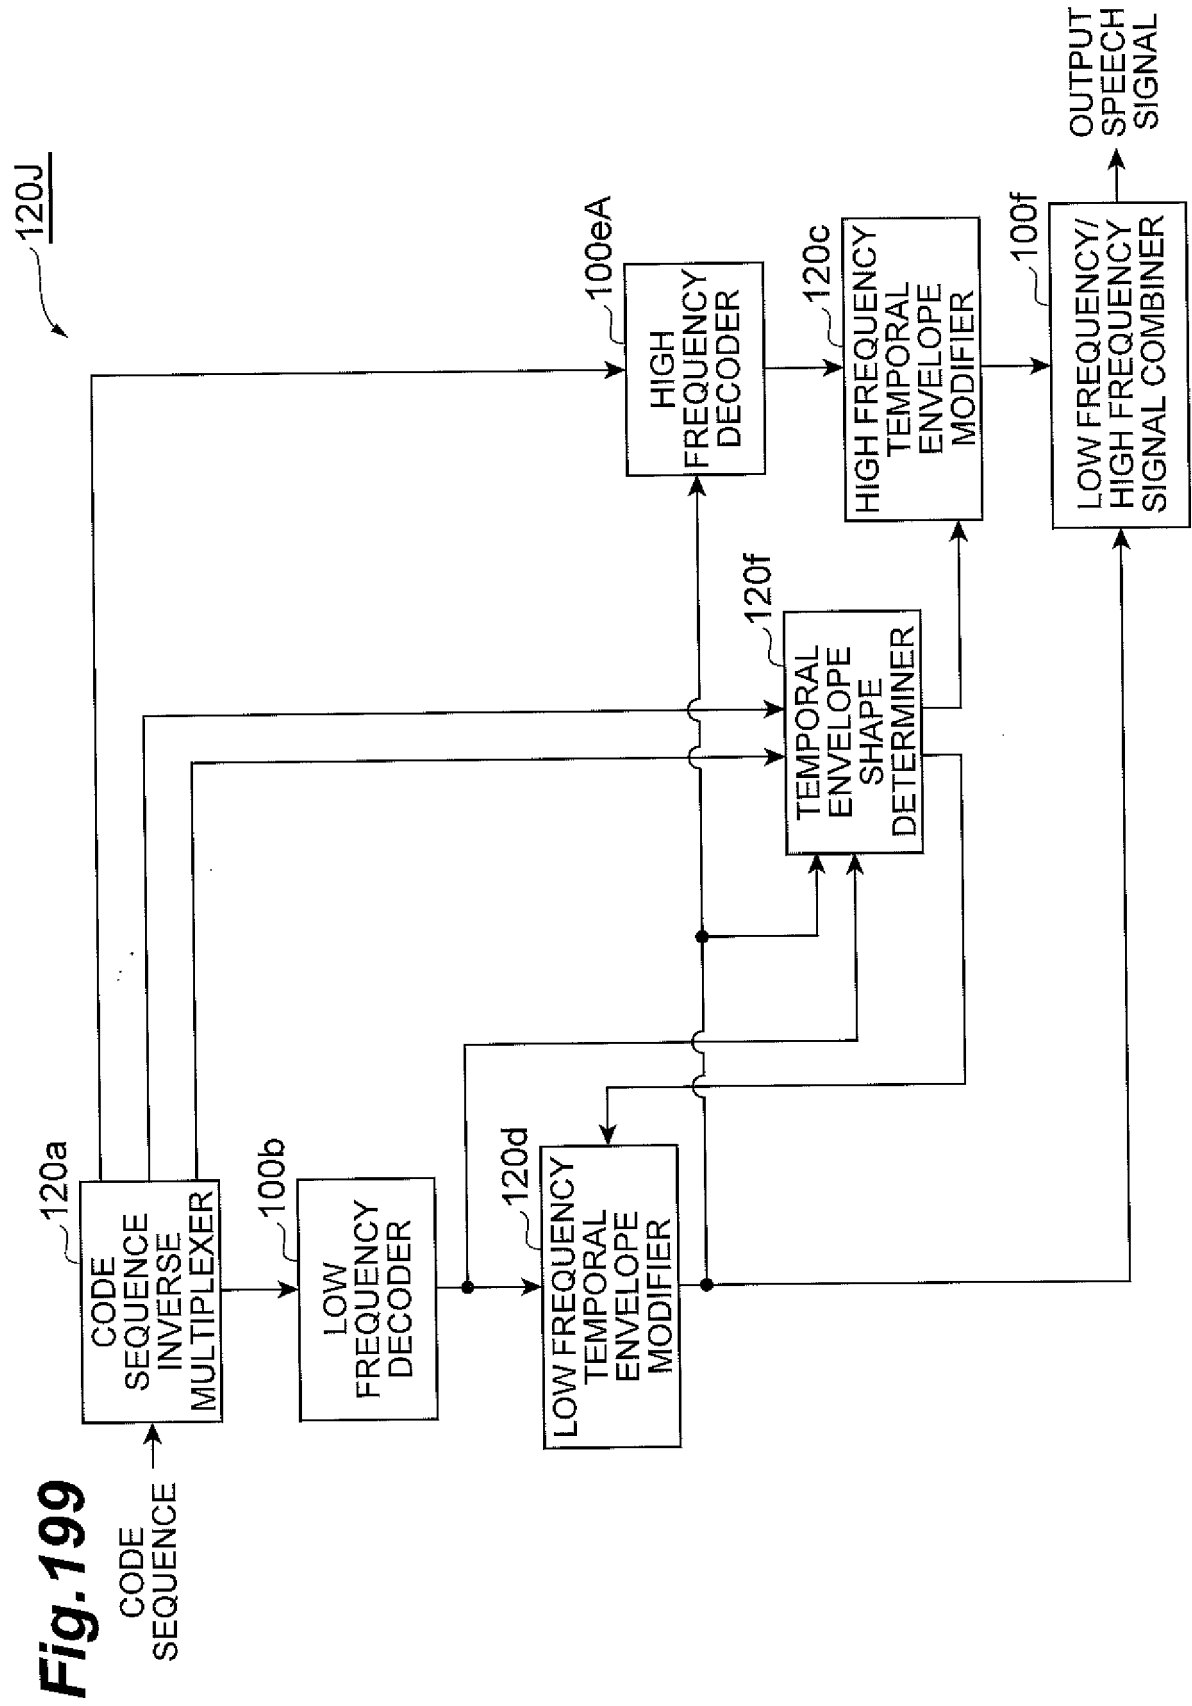 Fig.199
120J
CODE
SEQUENCE
120a
CODE
SEQUENCE
INVERSE
MULTIPLEXER
100b
LOW
FREQUENCY
DECODER
120d
LOW FREQUENCY
TEMPORAL
ENVELOPE
MODIFIER
120f
TEMPORAL
ENVELOPE
SHAPE
DETERMINER
100eA
HIGH
FREQUENCY
DECODER
120c
HIGH FREQUENCY
TEMPORAL
ENVELOPE
MODIFIER
100f
LOW FREQUENCY/
HIGH FREQUENCY
SIGNAL COMBINER
OUTPUT
SPEECH
SIGNAL